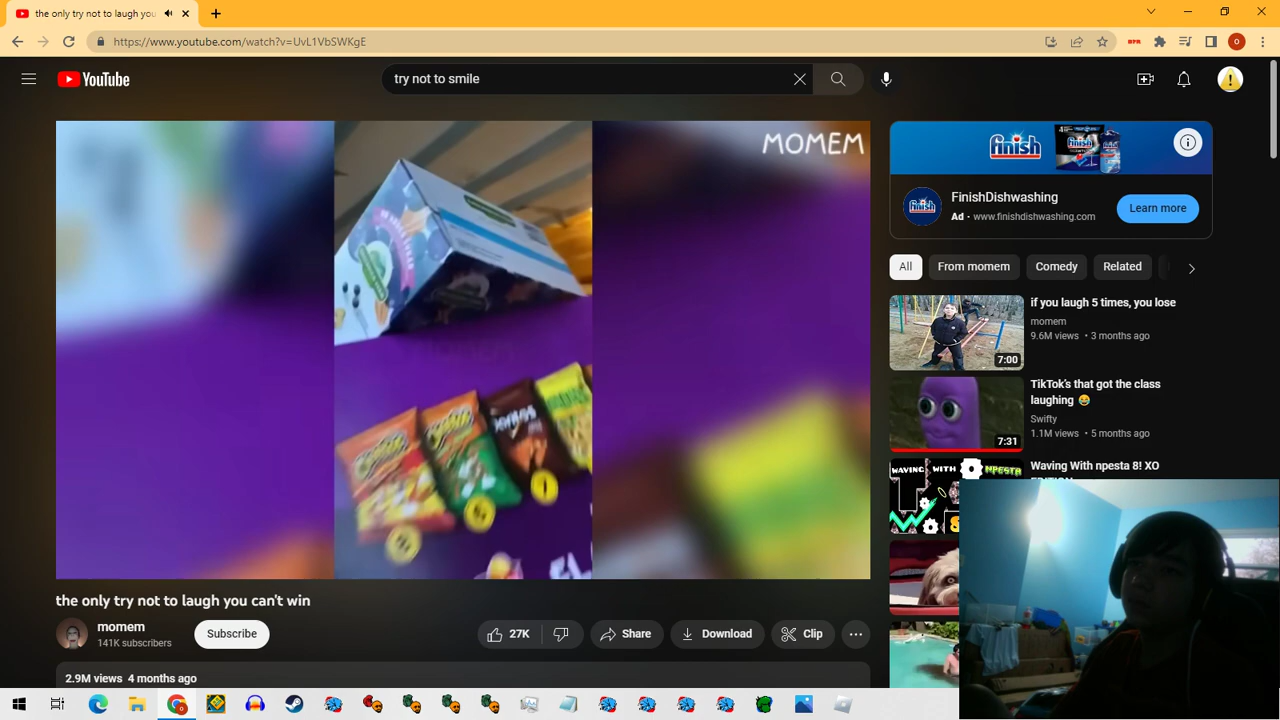 the only try not to laugh you
https://www.youtube.com/watch?v=UvL1VbSWKgE
YouTube
try not to smile
MOMEM
finish
FinishDishwashing
Ad • www.finishdishwashing.com
Learn more
All
From momem
Comedy
Related
if you laugh 5 times, you lose
momem
9.6M views • 3 months ago
7:00
TikTok's that got the class
laughing 😂
Swifty
1.1M views • 5 months ago
7:31
Waving With npesta 8! XO
WAVING WITH NPESTA
the only try not to laugh you can't win
momem
141K subscribers
Subscribe
27K
Share
Download
Clip
2.9M views 4 months ago